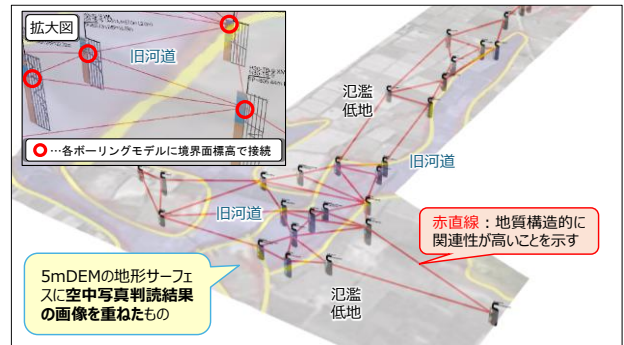 拡大図
旧河道
…各ボーリングモデルに境界面標高で接続
氾濫
低地
旧河道
旧河道
赤直線：地質構造的に
関連性が高いことを示す
5mDEMの地形サーフェ
スに空中写真判読結果
の画像を重ねたもの
氾濫
低地